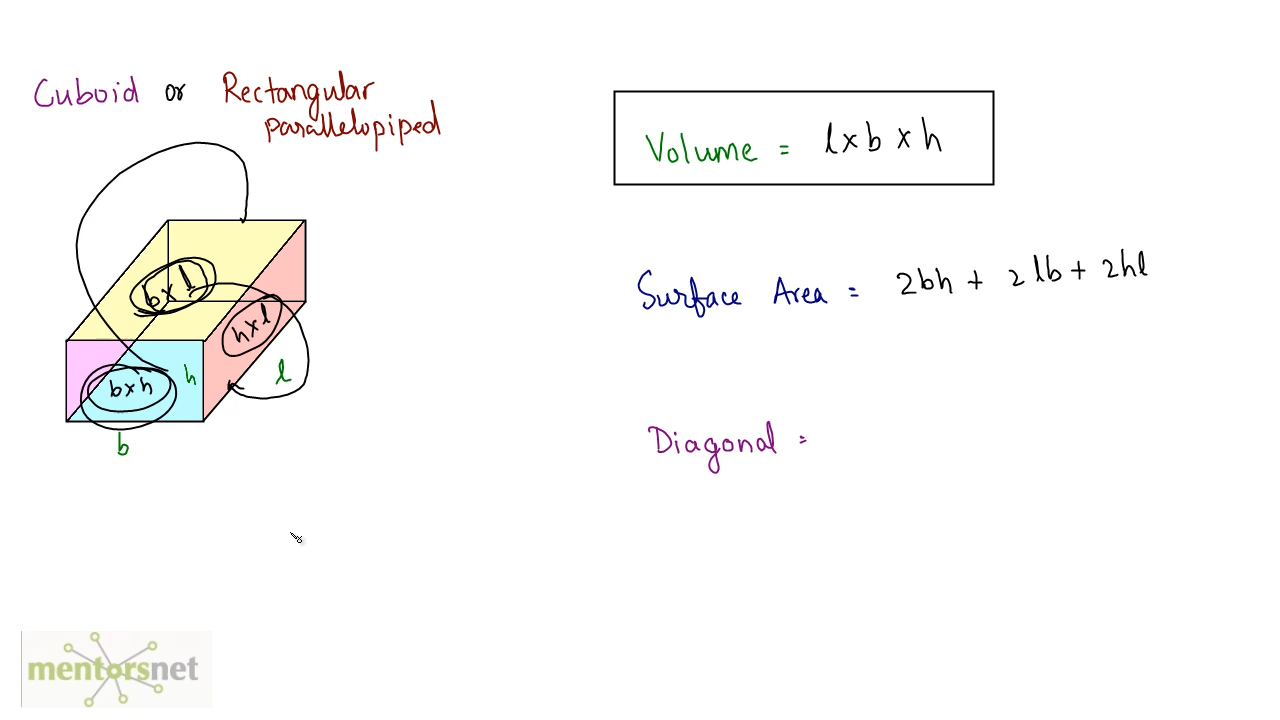 Cuboid or Rectangular
parallelopiped
Volume = l x b x h
b x l
h x l
Surface Area = 2bh + 2lb + 2hl
b x h
h
l
b
Diagonal =
mentorsnet